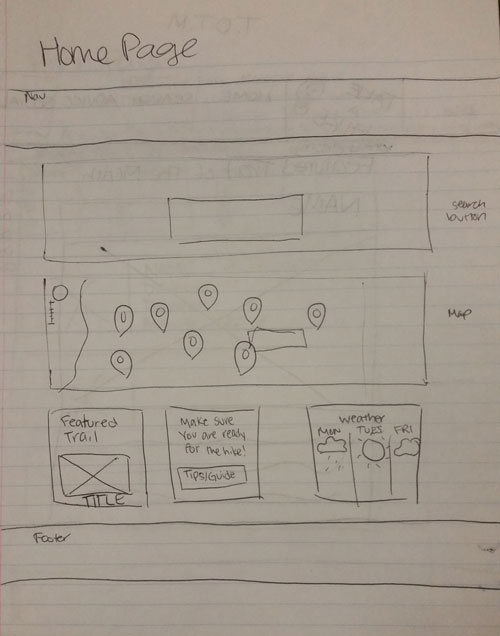 Home Page
Nav
search
button
Map
Featured
Trail
TITLE
Make sure
You are ready
for the hike!
Tips/Guide
Weather
MON TUES FRI
Footer